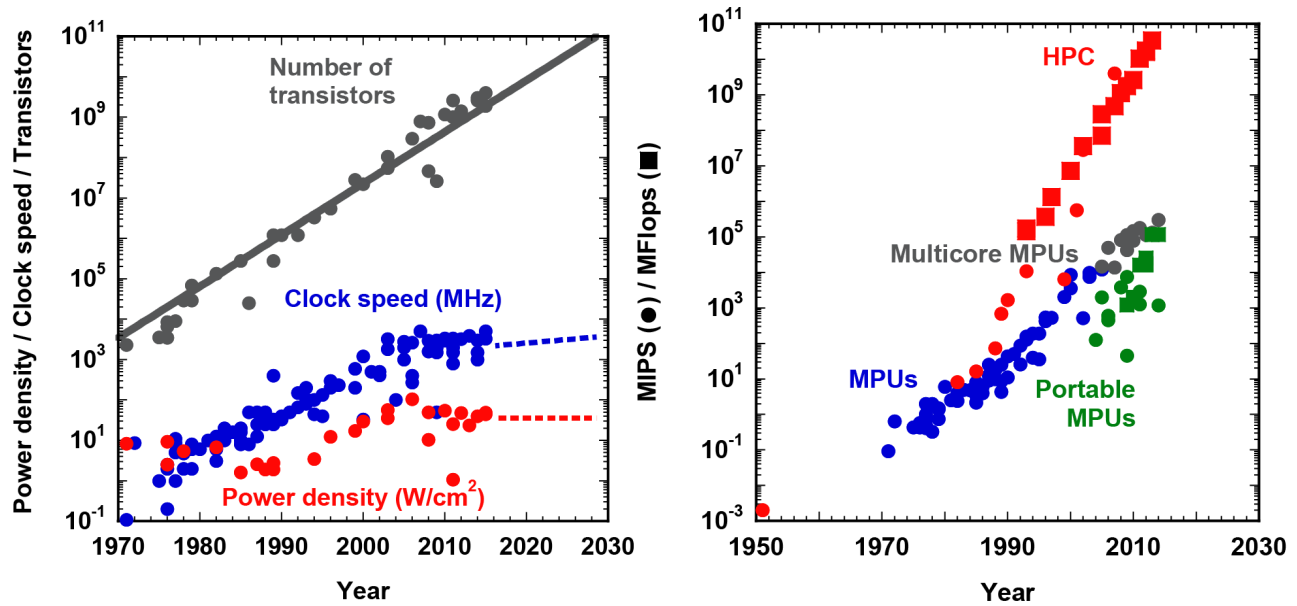 Power density / Clock speed / Transistors
10^11
10^9
10^7
10^5
10^3
10^1
10^-1
Number of
transistors
Clock speed (MHz)
Power density (W/cm^2)
1970 1980 1990 2000 2010 2020 2030
Year
MIPS (●) / MFlops (■)
10^11
10^9
10^7
10^5
10^3
10^1
10^-1
10^-3
HPC
Multicore MPUs
MPUs
Portable
MPUs
1950 1970 1990 2010 2030
Year